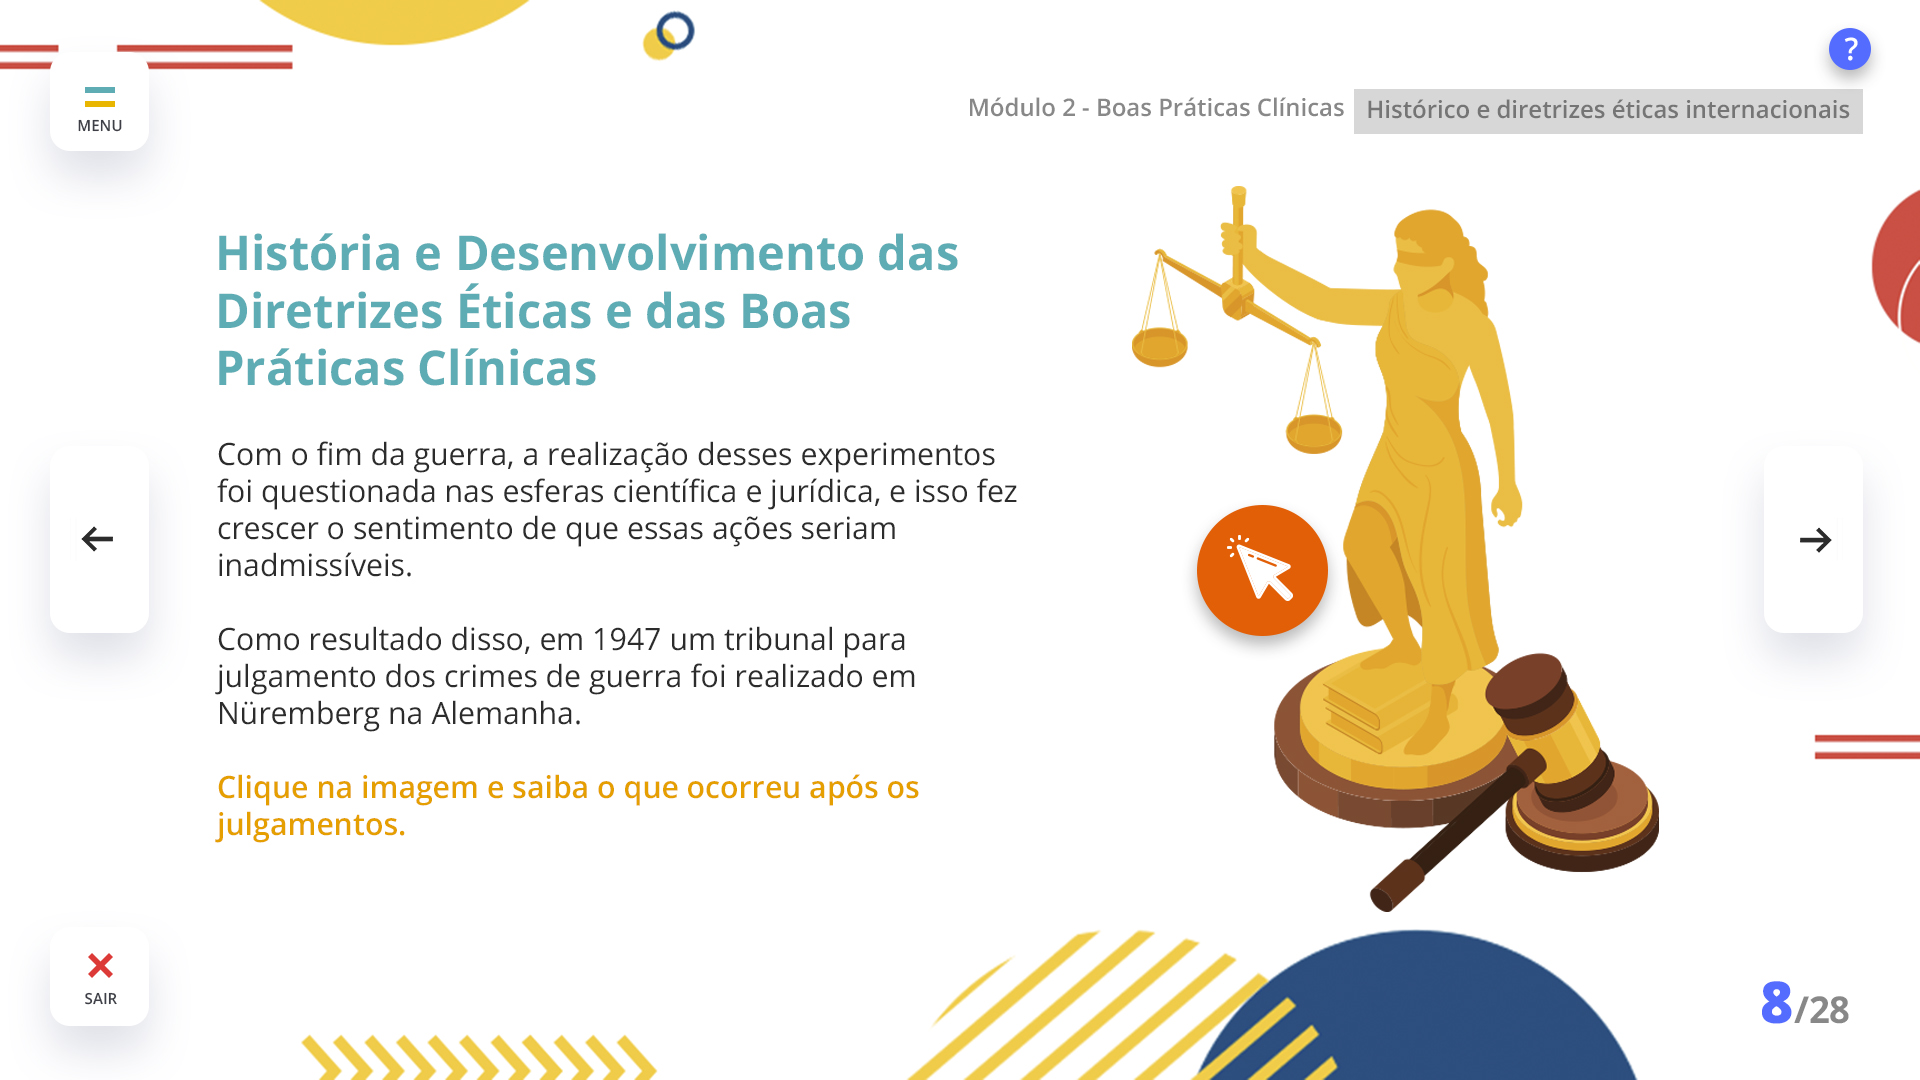 ?
MENU
Módulo 2 - Boas Práticas Clínicas
Histórico e diretrizes éticas internacionais
História e Desenvolvimento das
Diretrizes Éticas e das Boas
Práticas Clínicas
Com o fim da guerra, a realização desses experimentos
foi questionada nas esferas científica e jurídica, e isso fez
crescer o sentimento de que essas ações seriam
inadmissíveis.
Como resultado disso, em 1947 um tribunal para
julgamento dos crimes de guerra foi realizado em
Nüremberg na Alemanha.
Clique na imagem e saiba o que ocorreu após os
julgamentos.
SAIR
8/28